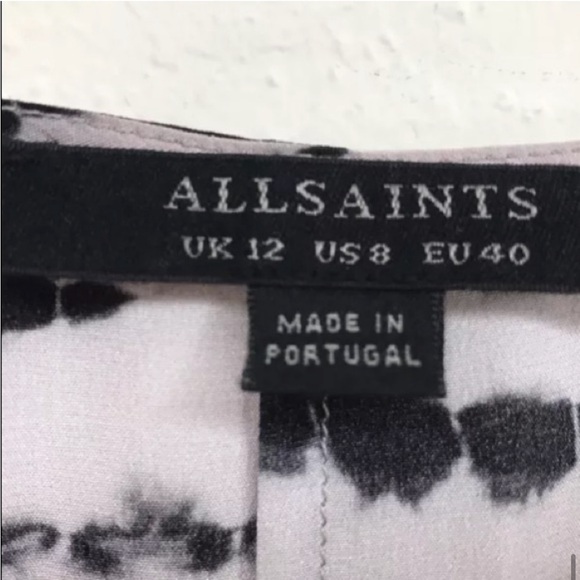 ALLSAINTS
UK 12 US 8 EU 40
MADE IN
PORTUGAL